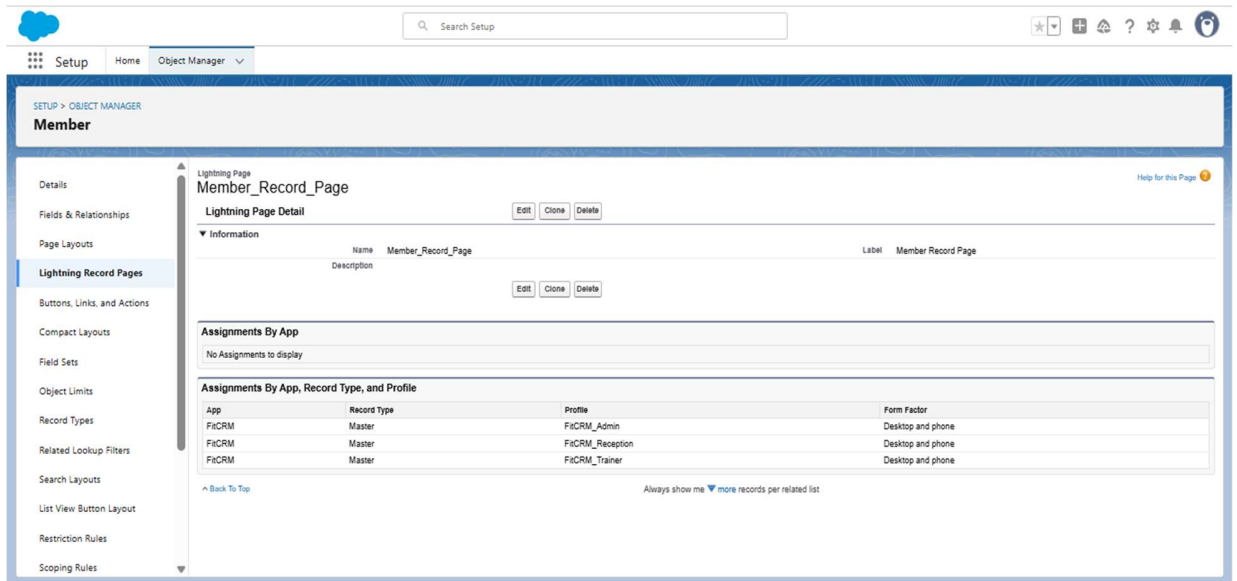 Search Setup
Setup Home Object Manager
SETUP > OBJECT MANAGER
Member
Details
Fields & Relationships
Page Layouts
Lightning Record Pages
Buttons, Links, and Actions
Compact Layouts
Field Sets
Object Limits
Record Types
Related Lookup Filters
Search Layouts
List View Button Layout
Restriction Rules
Scoping Rules
Lightning Page
Member_Record_Page
Help for this Page
Lightning Page Detail Edit Clone Delete
Information
Name Member_Record_Page Label Member Record Page
Description
Edit Clone Delete
Assignments By App
No Assignments to display
Assignments By App, Record Type, and Profile
App Record Type Profile Form Factor
FitCRM Master FitCRM_Admin Desktop and phone
FitCRM Master FitCRM_Reception Desktop and phone
FitCRM Master FitCRM_Trainer Desktop and phone
^ Back To Top Always show me ▼ more records per related list